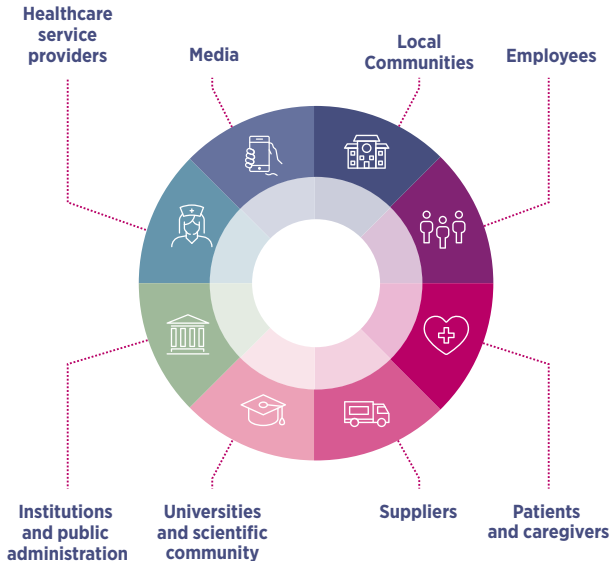 Healthcare
service
providers
Media
Local
Communities
Employees
Institutions
and public
administration
Universities
and scientific
community
Suppliers
Patients
and caregivers